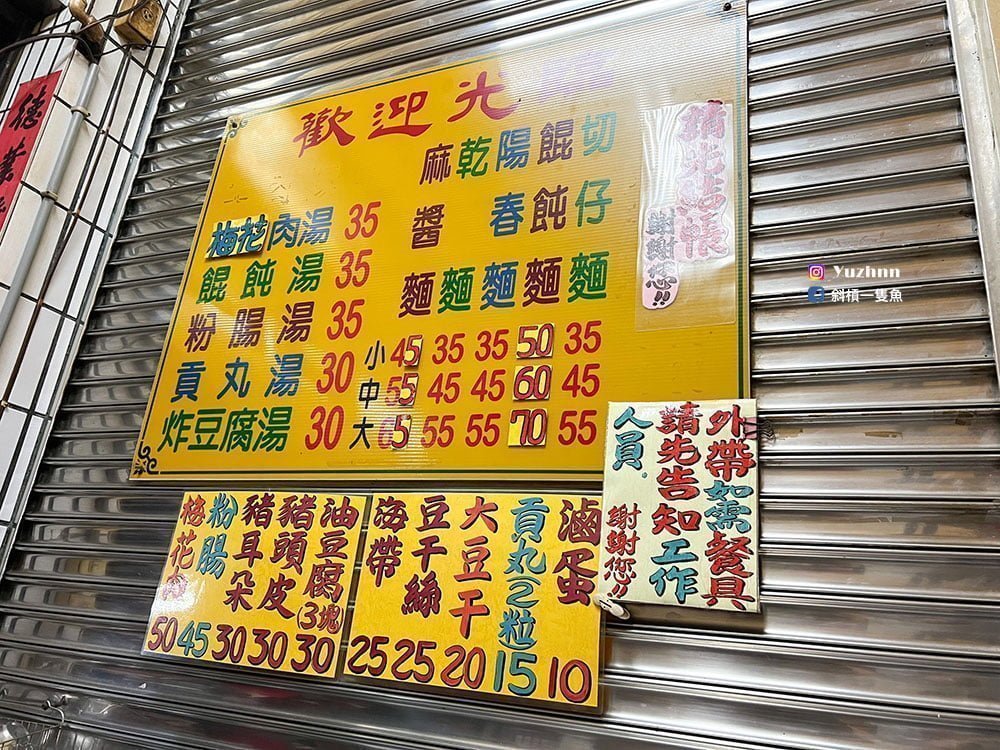 歡迎光臨
梅花肉湯 35
餛飩湯 35
粉腸湯 35
貢丸湯 30
炸豆腐湯 30
麻醬麵
乾麵
陽春麵
餛飩麵
切仔麵
小 45 35 35 50 35
中 55 45 45 60 45
大 65 55 55 70 55
請先結帳
謝謝您!!
外帶如需餐具
請先告知工作
人員. 謝謝您!!
滷蛋 10
貢丸(2粒) 15
大豆干 20
豆干絲 25
海帶 25
油豆腐(3塊) 30
豬頭皮 30
豬耳朵 30
粉腸 45
梅花肉 50
德業
Yuzhnn
斜槓一隻魚